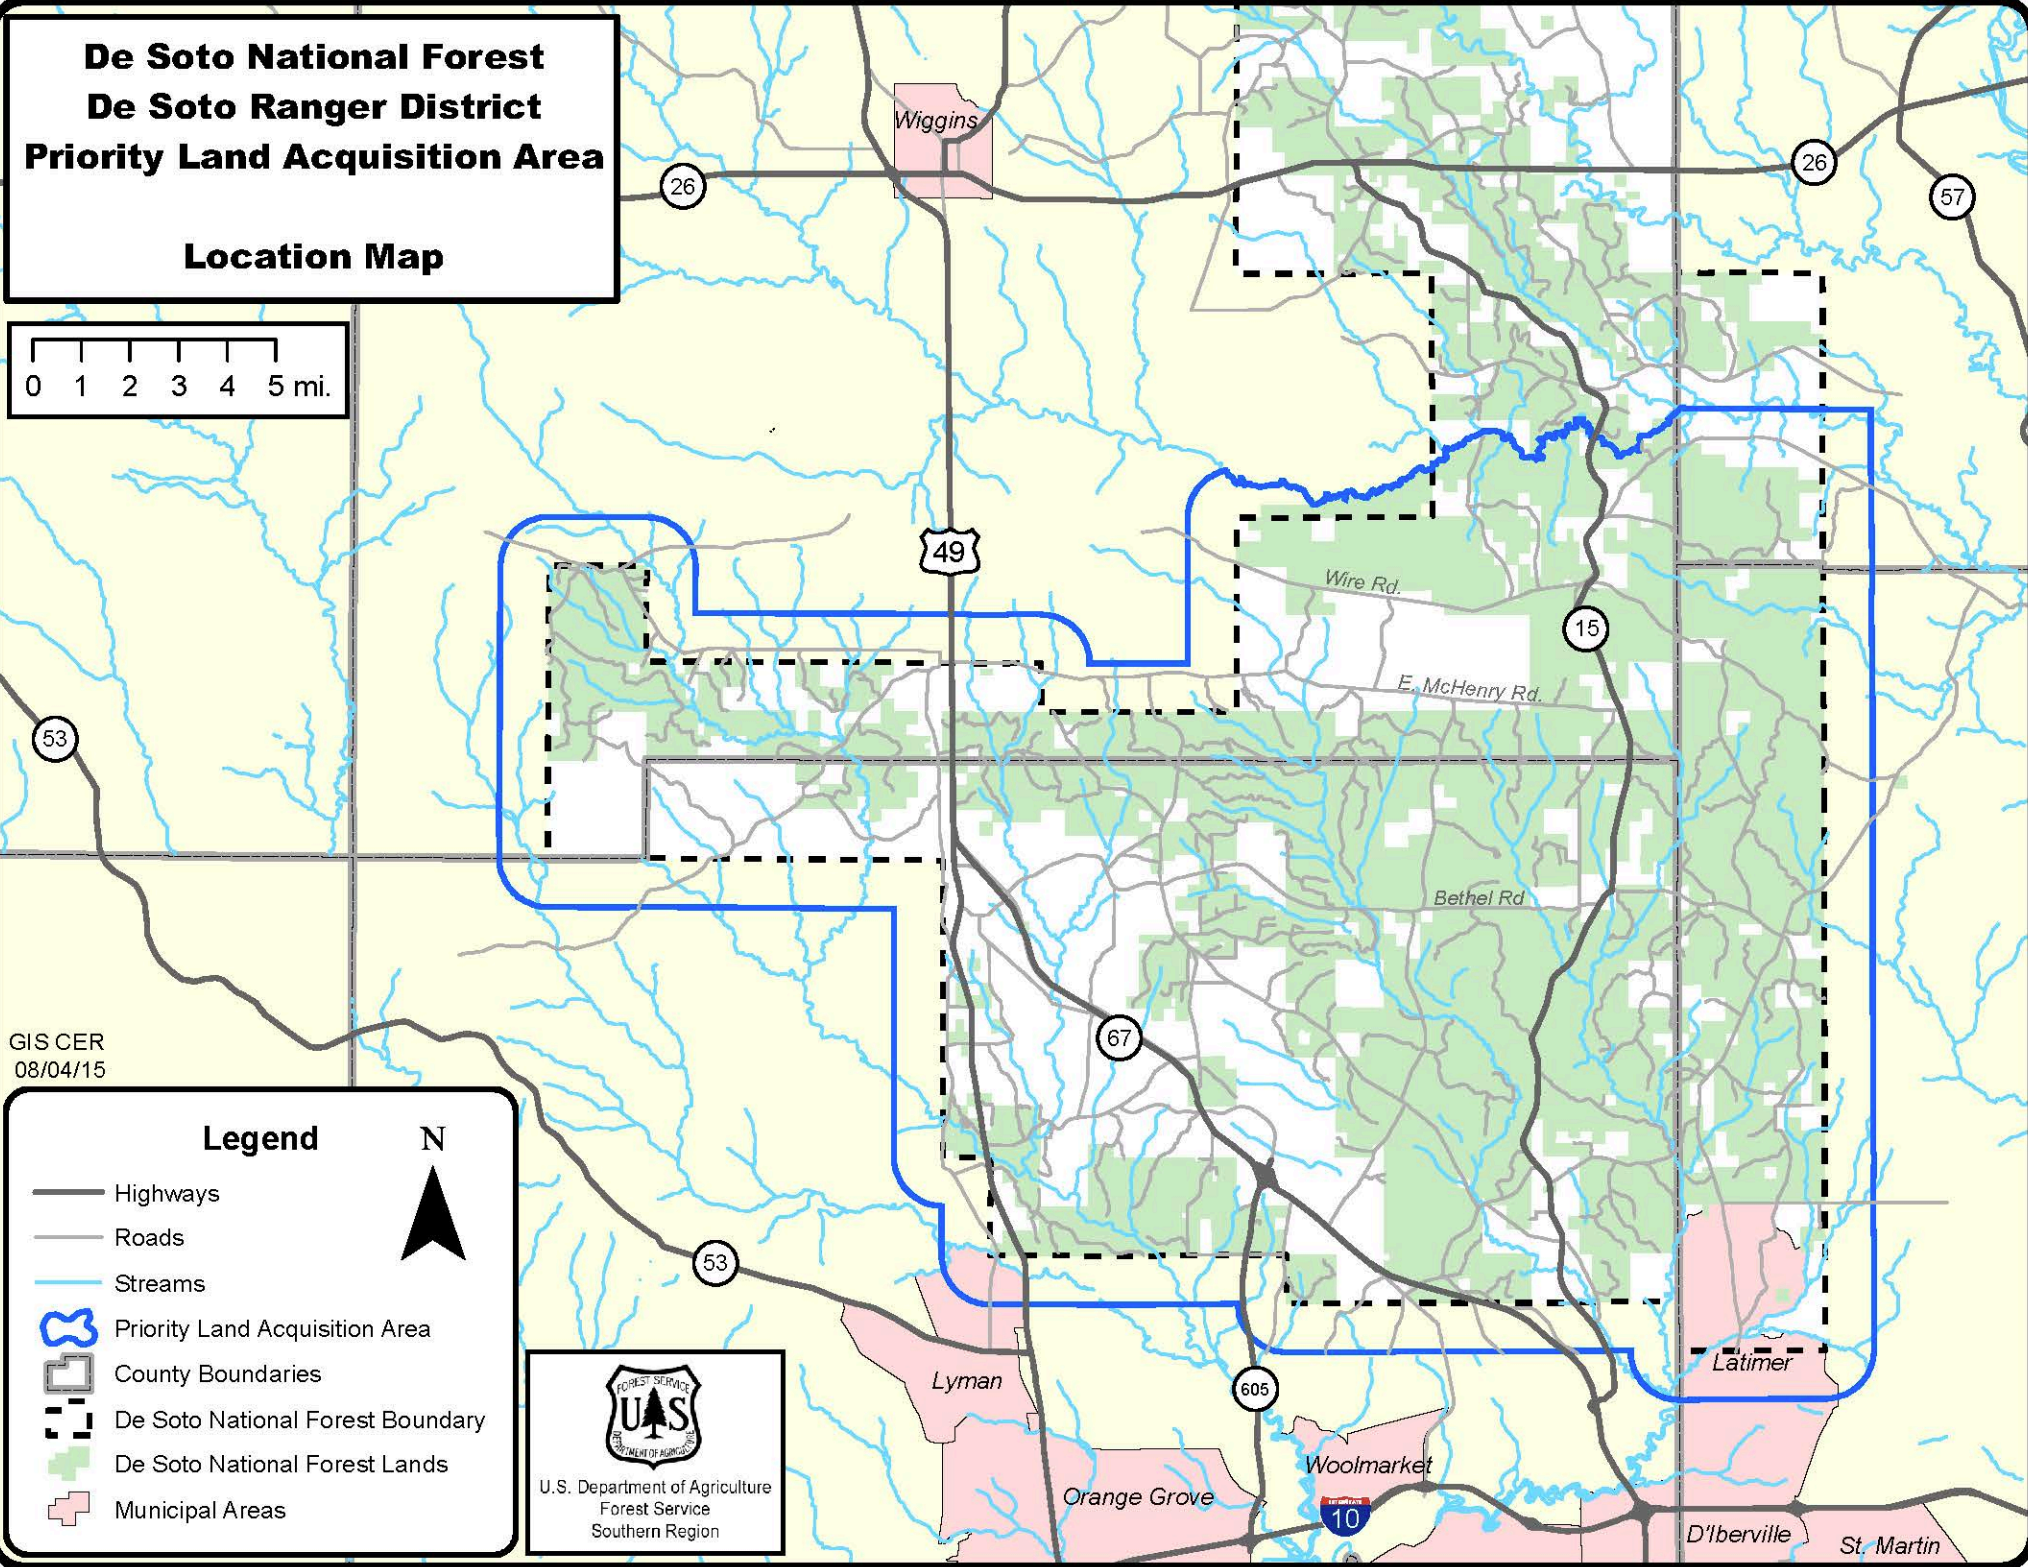 De Soto National Forest
De Soto Ranger District
Priority Land Acquisition Area
Location Map
0 1 2 3 4 5 mi.
Wiggins
26
26
57
49
Wire Rd.
15
E. McHenry Rd.
53
Bethel Rd
67
GIS CER
08/04/15
Legend
N
Highways
Roads
Streams
Priority Land Acquisition Area
County Boundaries
De Soto National Forest Boundary
De Soto National Forest Lands
Municipal Areas
53
FOREST SERVICE
UAS
DEPARTMENT OF AGRICULTURE
U.S. Department of Agriculture
Forest Service
Southern Region
Lyman
605
Latimer
Woolmarket
Orange Grove
INTERSTATE
10
D'Iberville
St. Martin